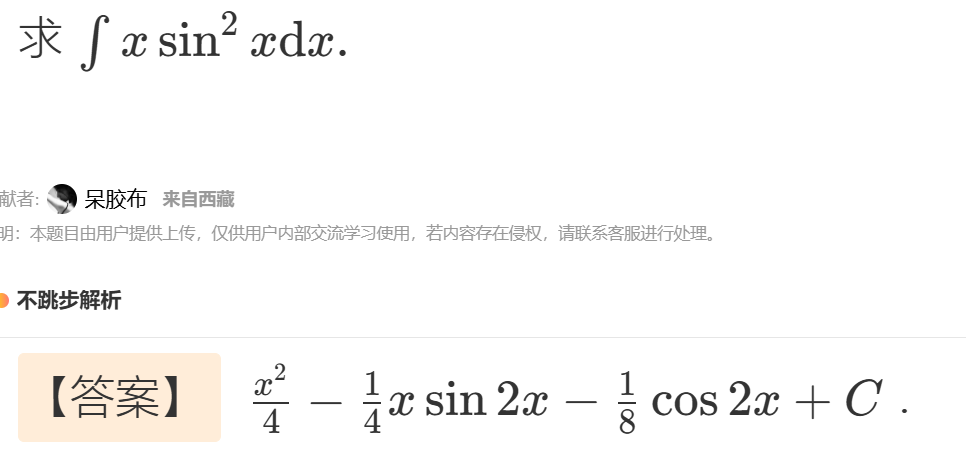 求 ∫ x sin² xdx.
献者: 呆胶布 来自西藏
明：本题目由用户提供上传，仅供用户内部交流学习使用，若内容存在侵权，请联系客服进行处理。
不跳步解析
【答案】 x²/4 − 1/4 x sin 2x − 1/8 cos 2x + C .